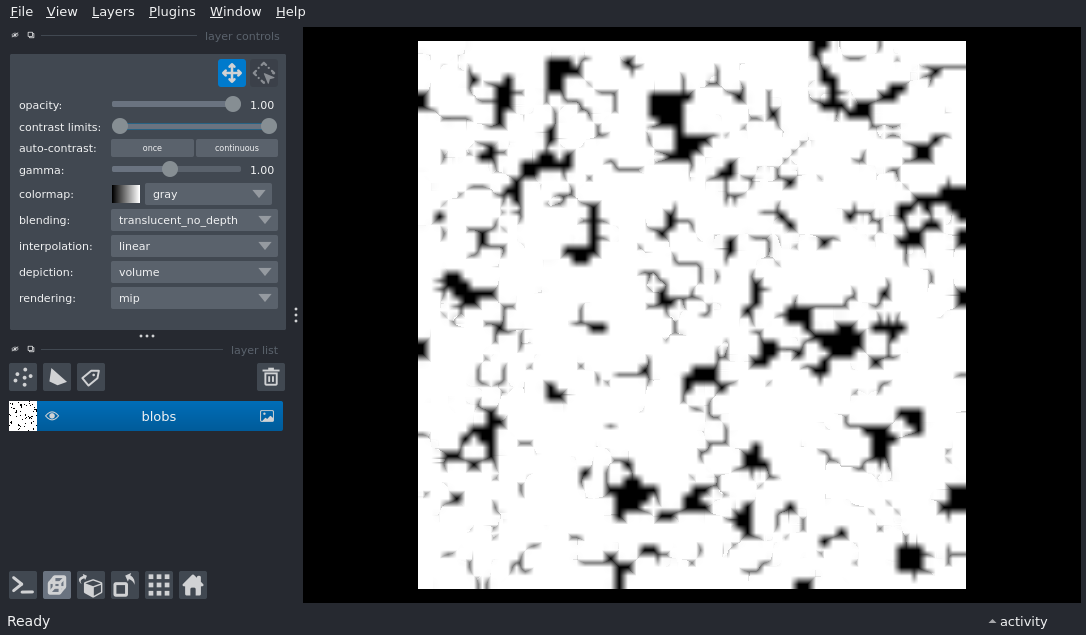 File View Layers Plugins Window Help
layer controls
opacity: 1.00
contrast limits:
auto-contrast: once continuous
gamma: 1.00
colormap: gray
blending: translucent_no_depth
interpolation: linear
depiction: volume
rendering: mip
layer list
blobs
Ready
activity